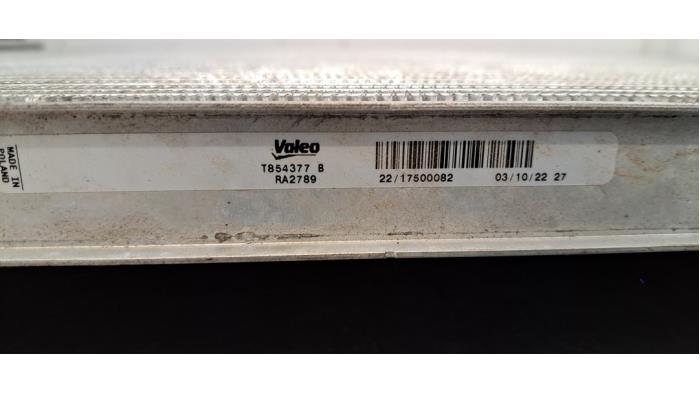 MADE IN
POLAND
Valeo
T854377 B
RA2789
22/17500082 03/10/22 27